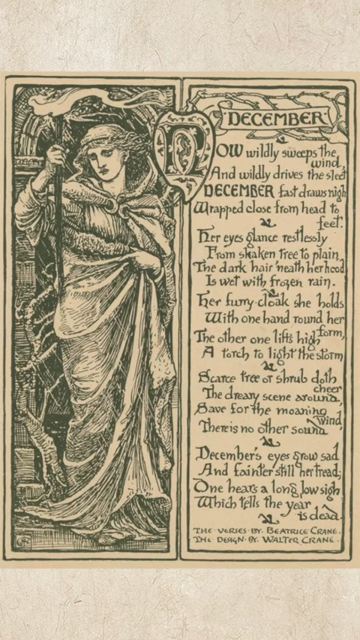 DECEMBER
NOW wildly sweeps the wind,
And wildly drives the sleet
DECEMBER fast draws nigh
Wrapped close from head to feet.
Her eyes glance restlessly
From shaken tree to plain,
The dark hair 'neath her hood
Is wet with frozen rain.
Her furry cloak she holds
With one hand round her form,
The other one lifts high
A torch to light the storm
Scarce tree or shrub doth cheer
The dreary scene around,
Save for the moaning wind,
There is no other sound
December's eyes grow sad
And fainter still her tread;
One hears a long low sigh
Which tells the year is dead.
THE VERSES BY BEATRICE CRANE.
THE DESIGN BY WALTER CRANE.